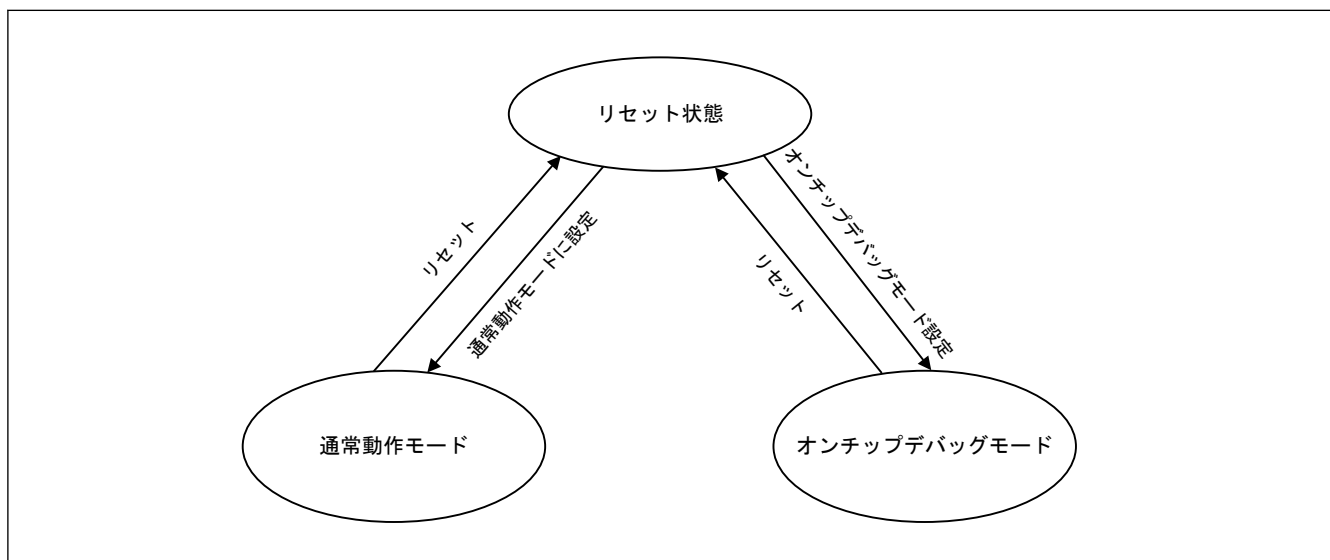 リセット状態
リセット
通常動作モードに設定
リセット
オンチップデバッグモード設定
通常動作モード
オンチップデバッグモード